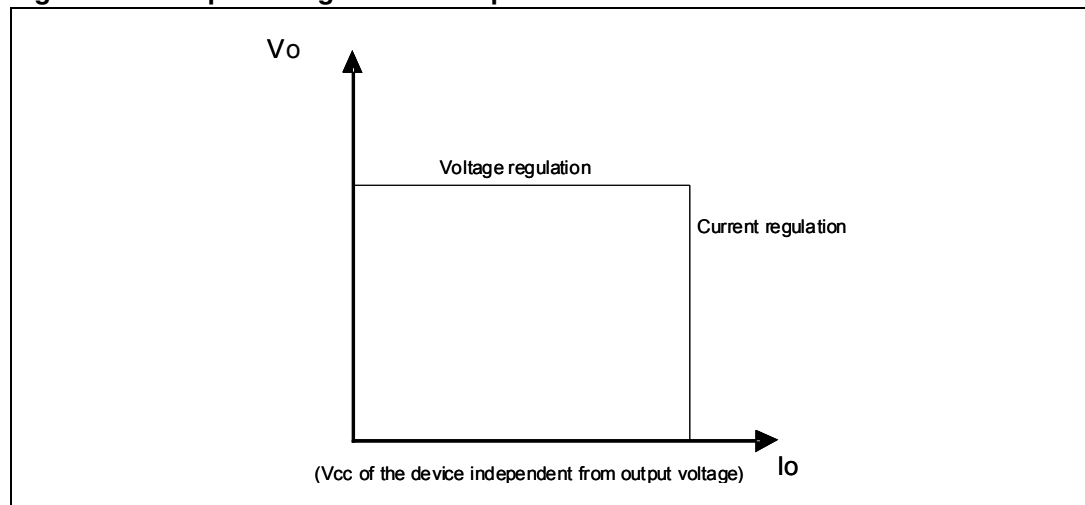 Vo
Voltage regulation
Current regulation
Io
(Vcc of the device independent from output voltage)